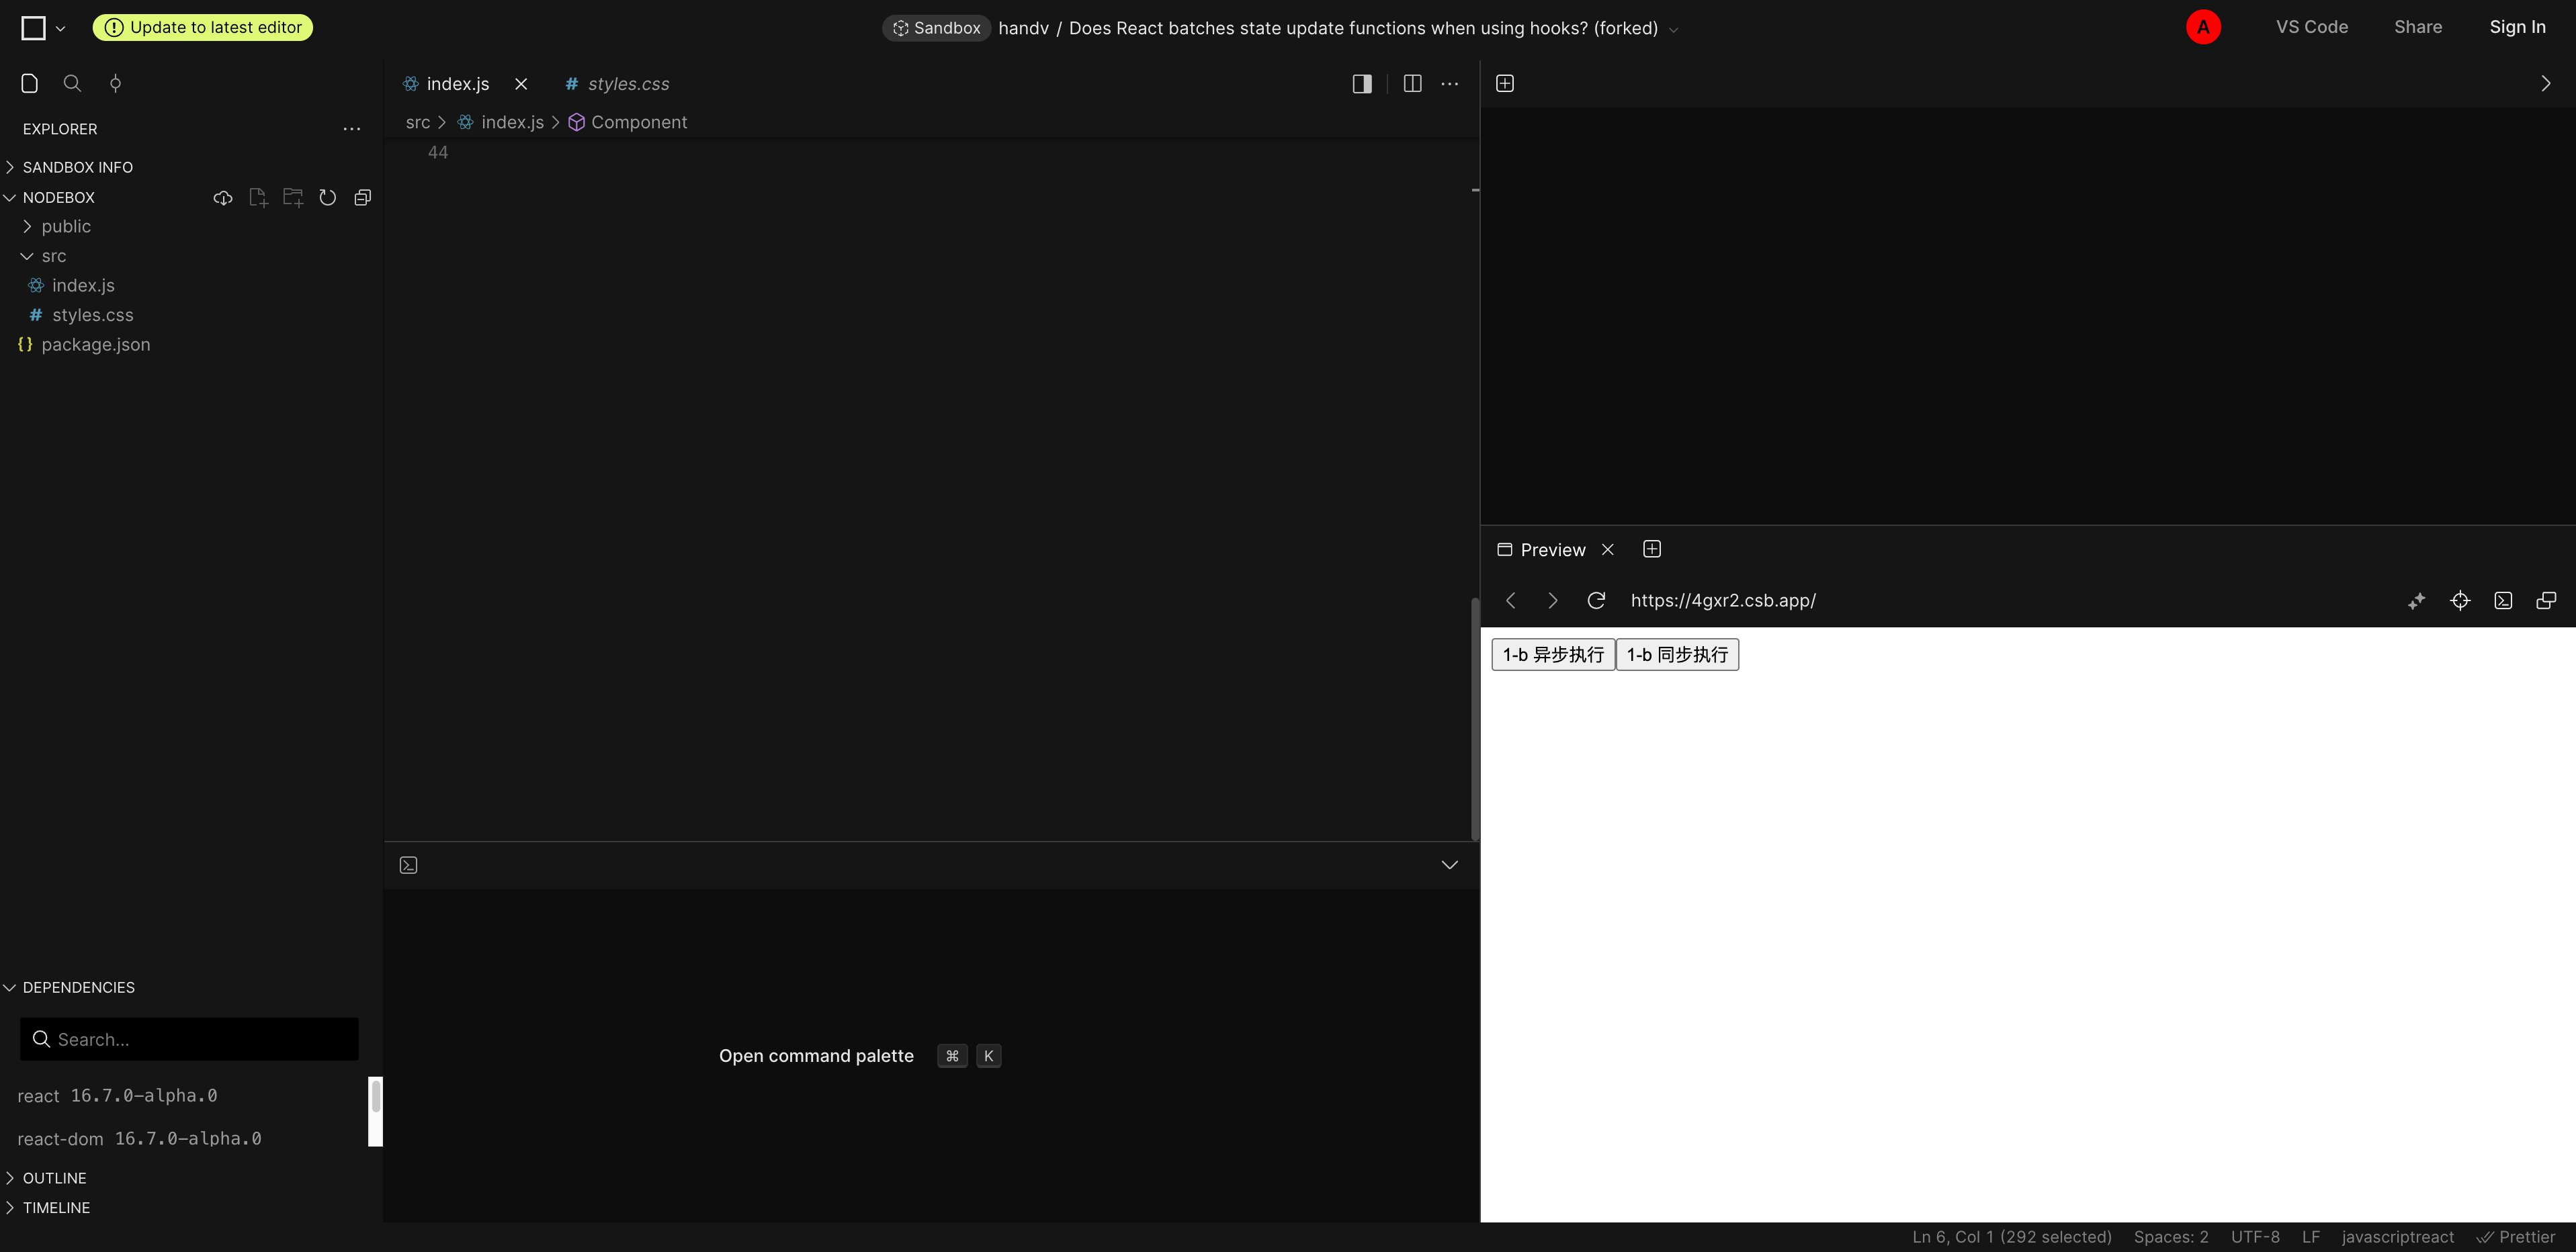 Update to latest editor
Sandbox handv / Does React batches state update functions when using hooks? (forked)
A
VS Code
Share
Sign In
EXPLORER
SANDBOX INFO
NODEBOX
public
src
index.js
# styles.css
{} package.json
DEPENDENCIES
Search...
react 16.7.0-alpha.0
react-dom 16.7.0-alpha.0
OUTLINE
TIMELINE
index.js
# styles.css
src > index.js > Component
44
Open command palette ⌘ K
Preview
https://4gxr2.csb.app/
1-b 异步执行 1-b 同步执行
Ln 6, Col 1 (292 selected) Spaces: 2 UTF-8 LF javascriptreact Prettier